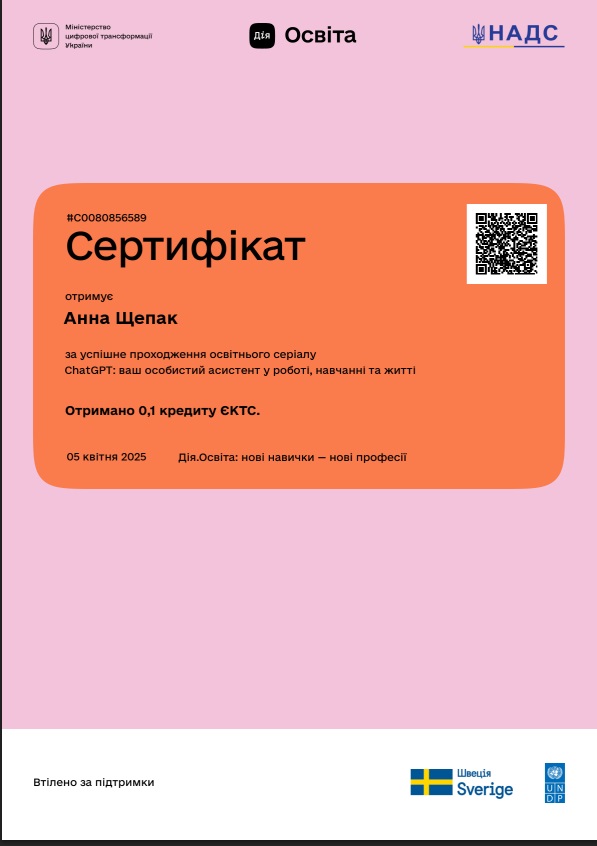 Міністерство
цифрової трансформації
України
Дія Освіта
НАДС
#C0080856589
Сертифікат
отримує
Анна Щепак
за успішне проходження освітнього серіалу
ChatGPT: ваш особистий асистент у роботі, навчанні та житті
Отримано 0,1 кредиту ЄКТС.
05 квітня 2025 Дія.Освіта: нові навички — нові професії
Втілено за підтримки
Швеція
Sverige
UN
DP